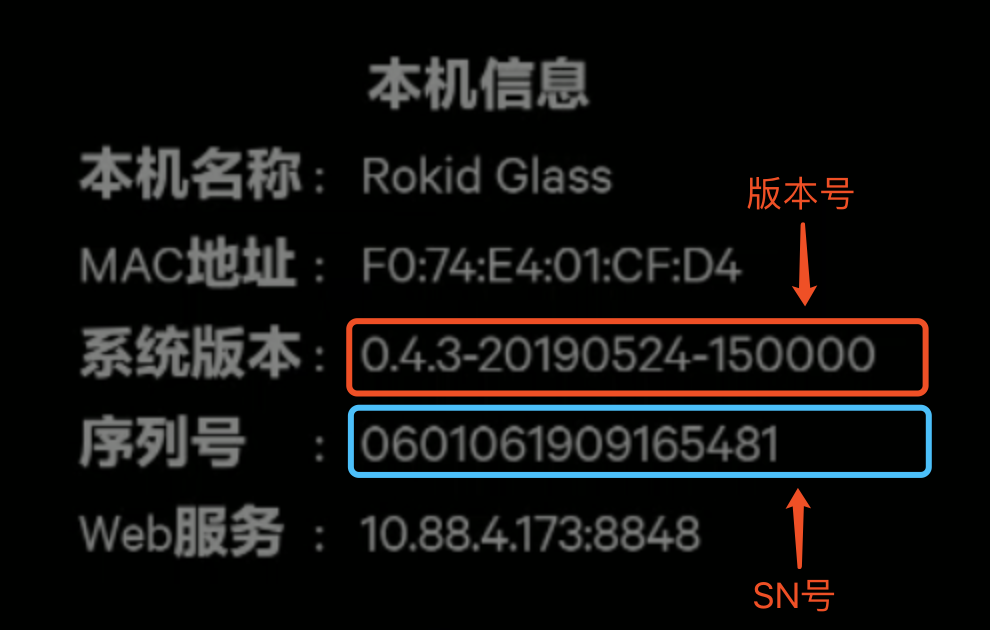 本机信息
本机名称 : Rokid Glass
版本号
MAC地址 : F0:74:E4:01:CF:D4
系统版本 : 0.4.3-20190524-150000
序列号 : 0601061909165481
Web服务 : 10.88.4.173:8848
SN号